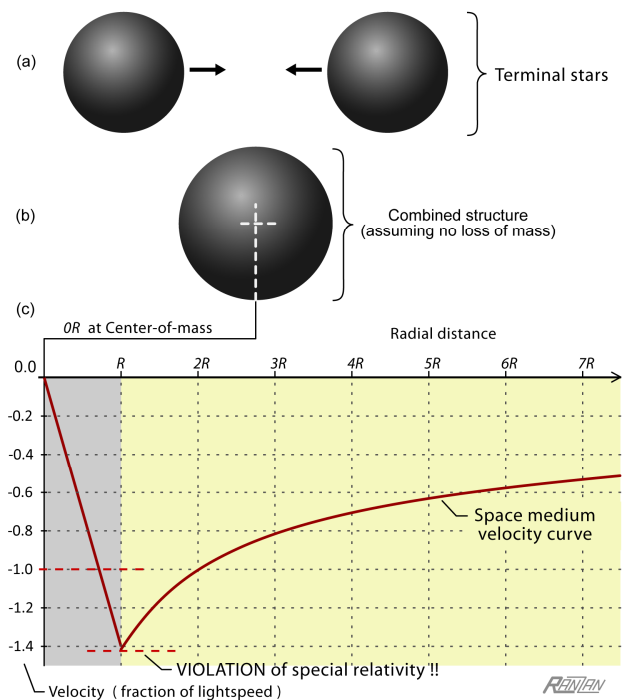 (a)
Terminal stars
(b)
Combined structure
(assuming no loss of mass)
(c)
0R at Center-of-mass
Radial distance
0.0
R 2R 3R 4R 5R 6R 7R
-0.2
-0.4
-0.6
Space medium
velocity curve
-0.8
-1.0
-1.2
-1.4
VIOLATION of special relativity !!
Velocity ( fraction of lightspeed )
RANTAN